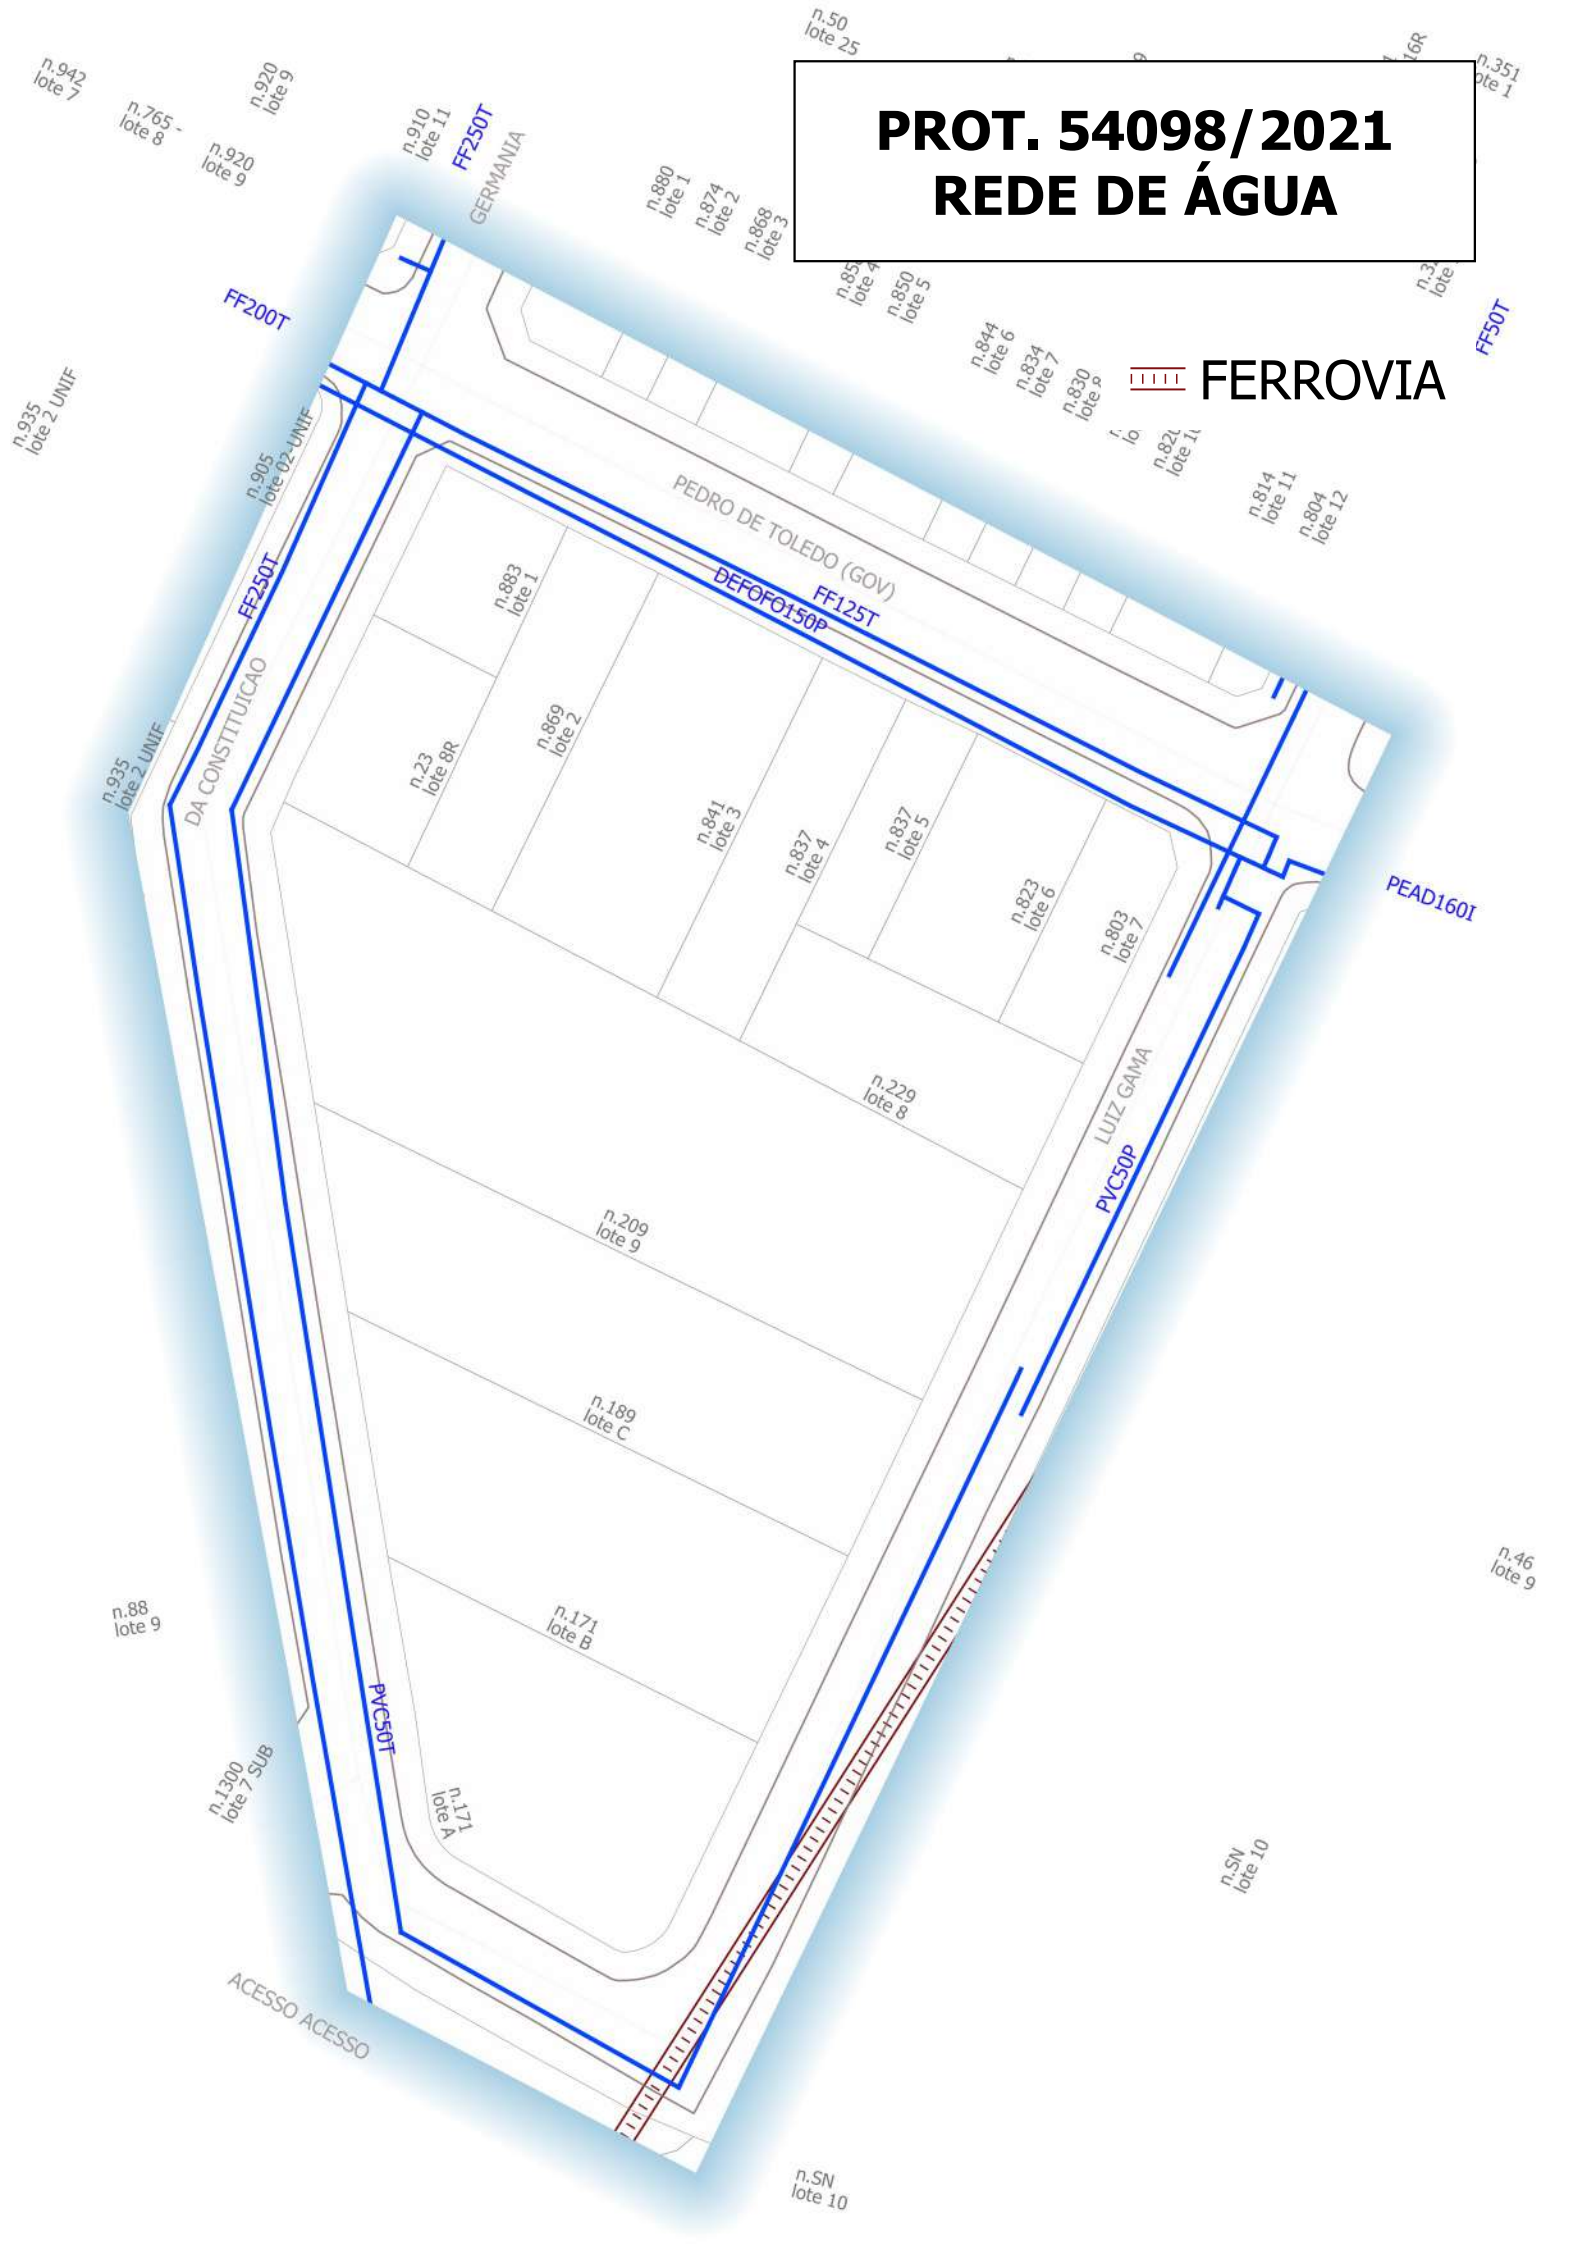 n.50
lote 25
n.942
lote 7
n.765 -
lote 8
n.920
lote 9
n.920
lote 9
n.910
lote 11
FF250T
GERMANIA
n.880
lote 1
n.874
lote 2
n.868
lote 3
PROT. 54098/2021
REDE DE ÁGUA
16R
n.351
lote 4
n.850
lote 5
n.844
lote 6
n.834
lote 7
n.830
FERROVIA
FF50T
FF200T
n.935
lote 2 UNIF
n.905
lote 02-UNIF
n.814
lote 11
n.804
lote 12
PEDRO DE TOLEDO (GOV)
FF125T
DEFOFO150P
FF250T
DA CONSTITUICAO
n.883
lote 1
n.869
lote 2
n.23
lote 8R
n.935
lote 2 UNIF
n.841
lote 3
n.837
lote 4
n.837
lote 5
n.823
lote 6
n.803
lote 7
PEAD160I
n.229
lote 8
LUIZ GAMA
PVC50P
n.209
lote 9
n.189
lote C
n.171
lote B
n.46
lote 9
n.88
lote 9
PVC50T
n.1300
lote 7 SUB
n.171
lote A
n.SN
lote 10
ACESSO ACESSO
n.SN
lote 10